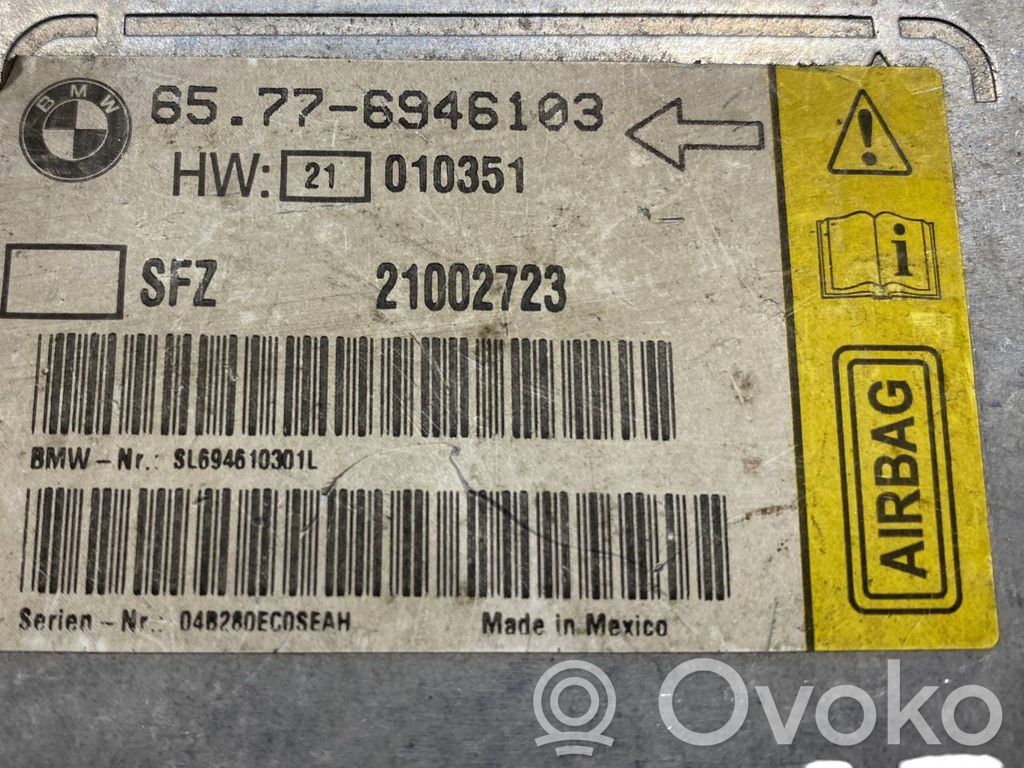 BMW
65.77-6946103
HW: 21 010351
SFZ 21002723
BMW-Nr.: SL694610301L
Serien-Nr.: 04B280EC0SEAH Made in Mexico
i
AIRBAG
Ovoko